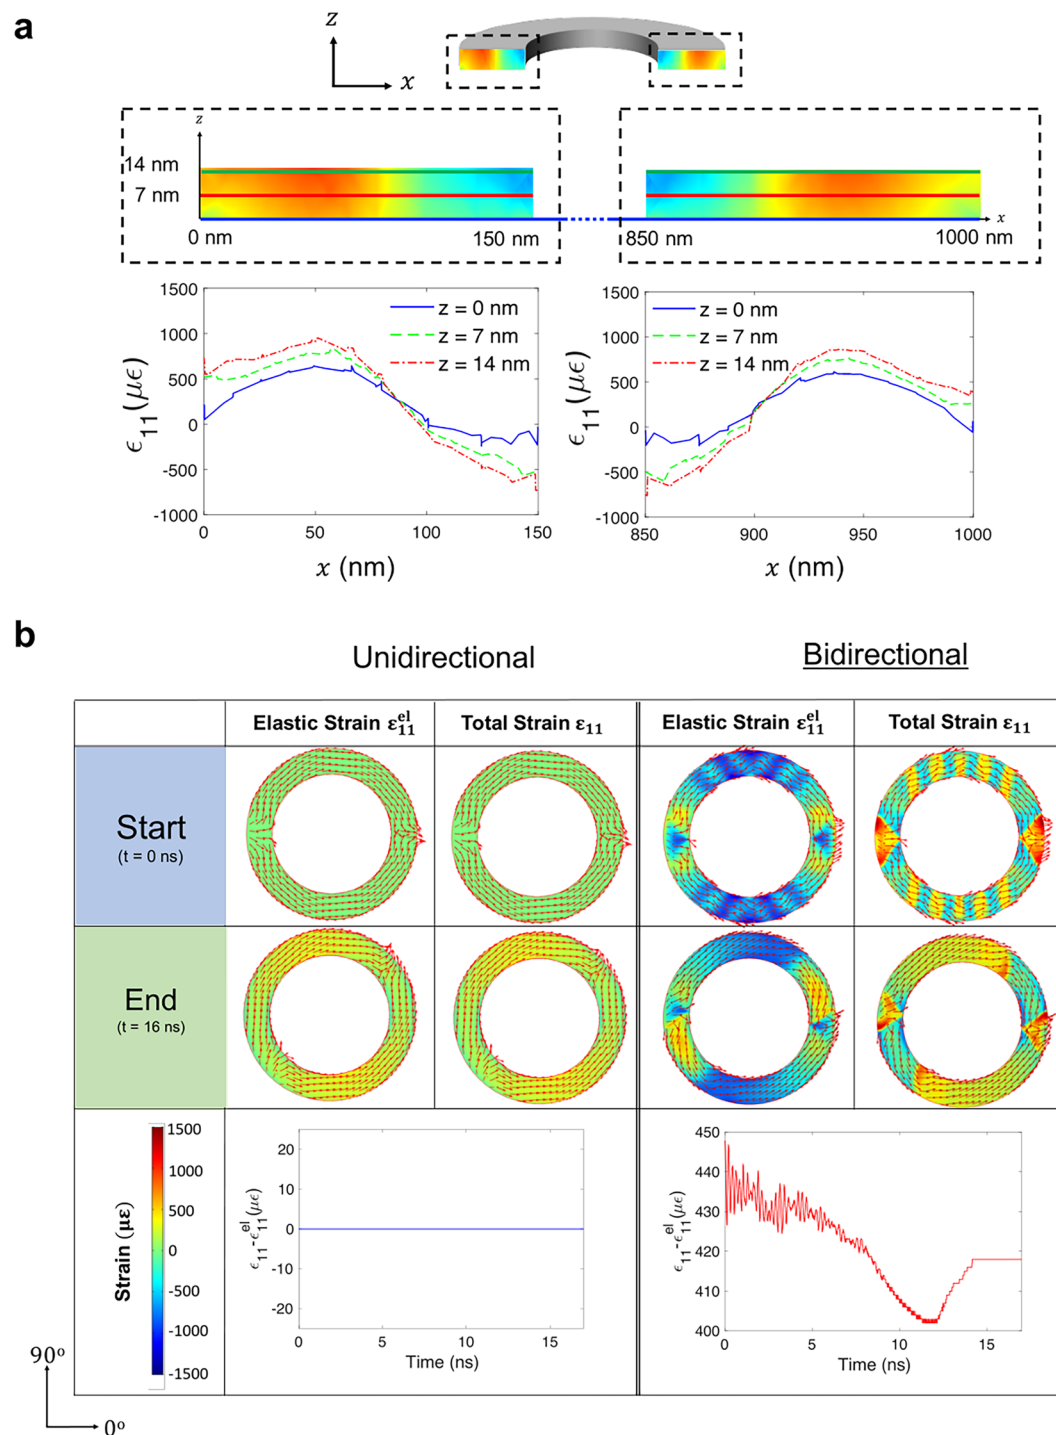 a
z
x
z
14 nm
7 nm
x
0 nm
150 nm
850 nm
1000 nm
1500
1000
500
0
-500
-1000
ϵ11(μϵ)
z = 0 nm
z = 7 nm
z = 14 nm
0
50
100
150
x (nm)
1500
1000
500
0
-500
-1000
ϵ11(μϵ)
z = 0 nm
z = 7 nm
z = 14 nm
850
900
950
1000
x (nm)
b
Unidirectional
Bidirectional
Elastic Strain ε₁₁ᵉˡ
Total Strain ε₁₁
Elastic Strain ε₁₁ᵉˡ
Total Strain ε₁₁
Start
(t = 0 ns)
End
(t = 16 ns)
Strain (με)
1500
1000
500
0
-500
-1000
-1500
ϵ₁₁-ϵ₁₁ᵉˡ(μϵ)
20
10
0
-10
-20
0
5
10
15
Time (ns)
ϵ₁₁-ϵ₁₁ᵉˡ(μϵ)
450
440
430
420
410
400
0
5
10
15
Time (ns)
90º
0º